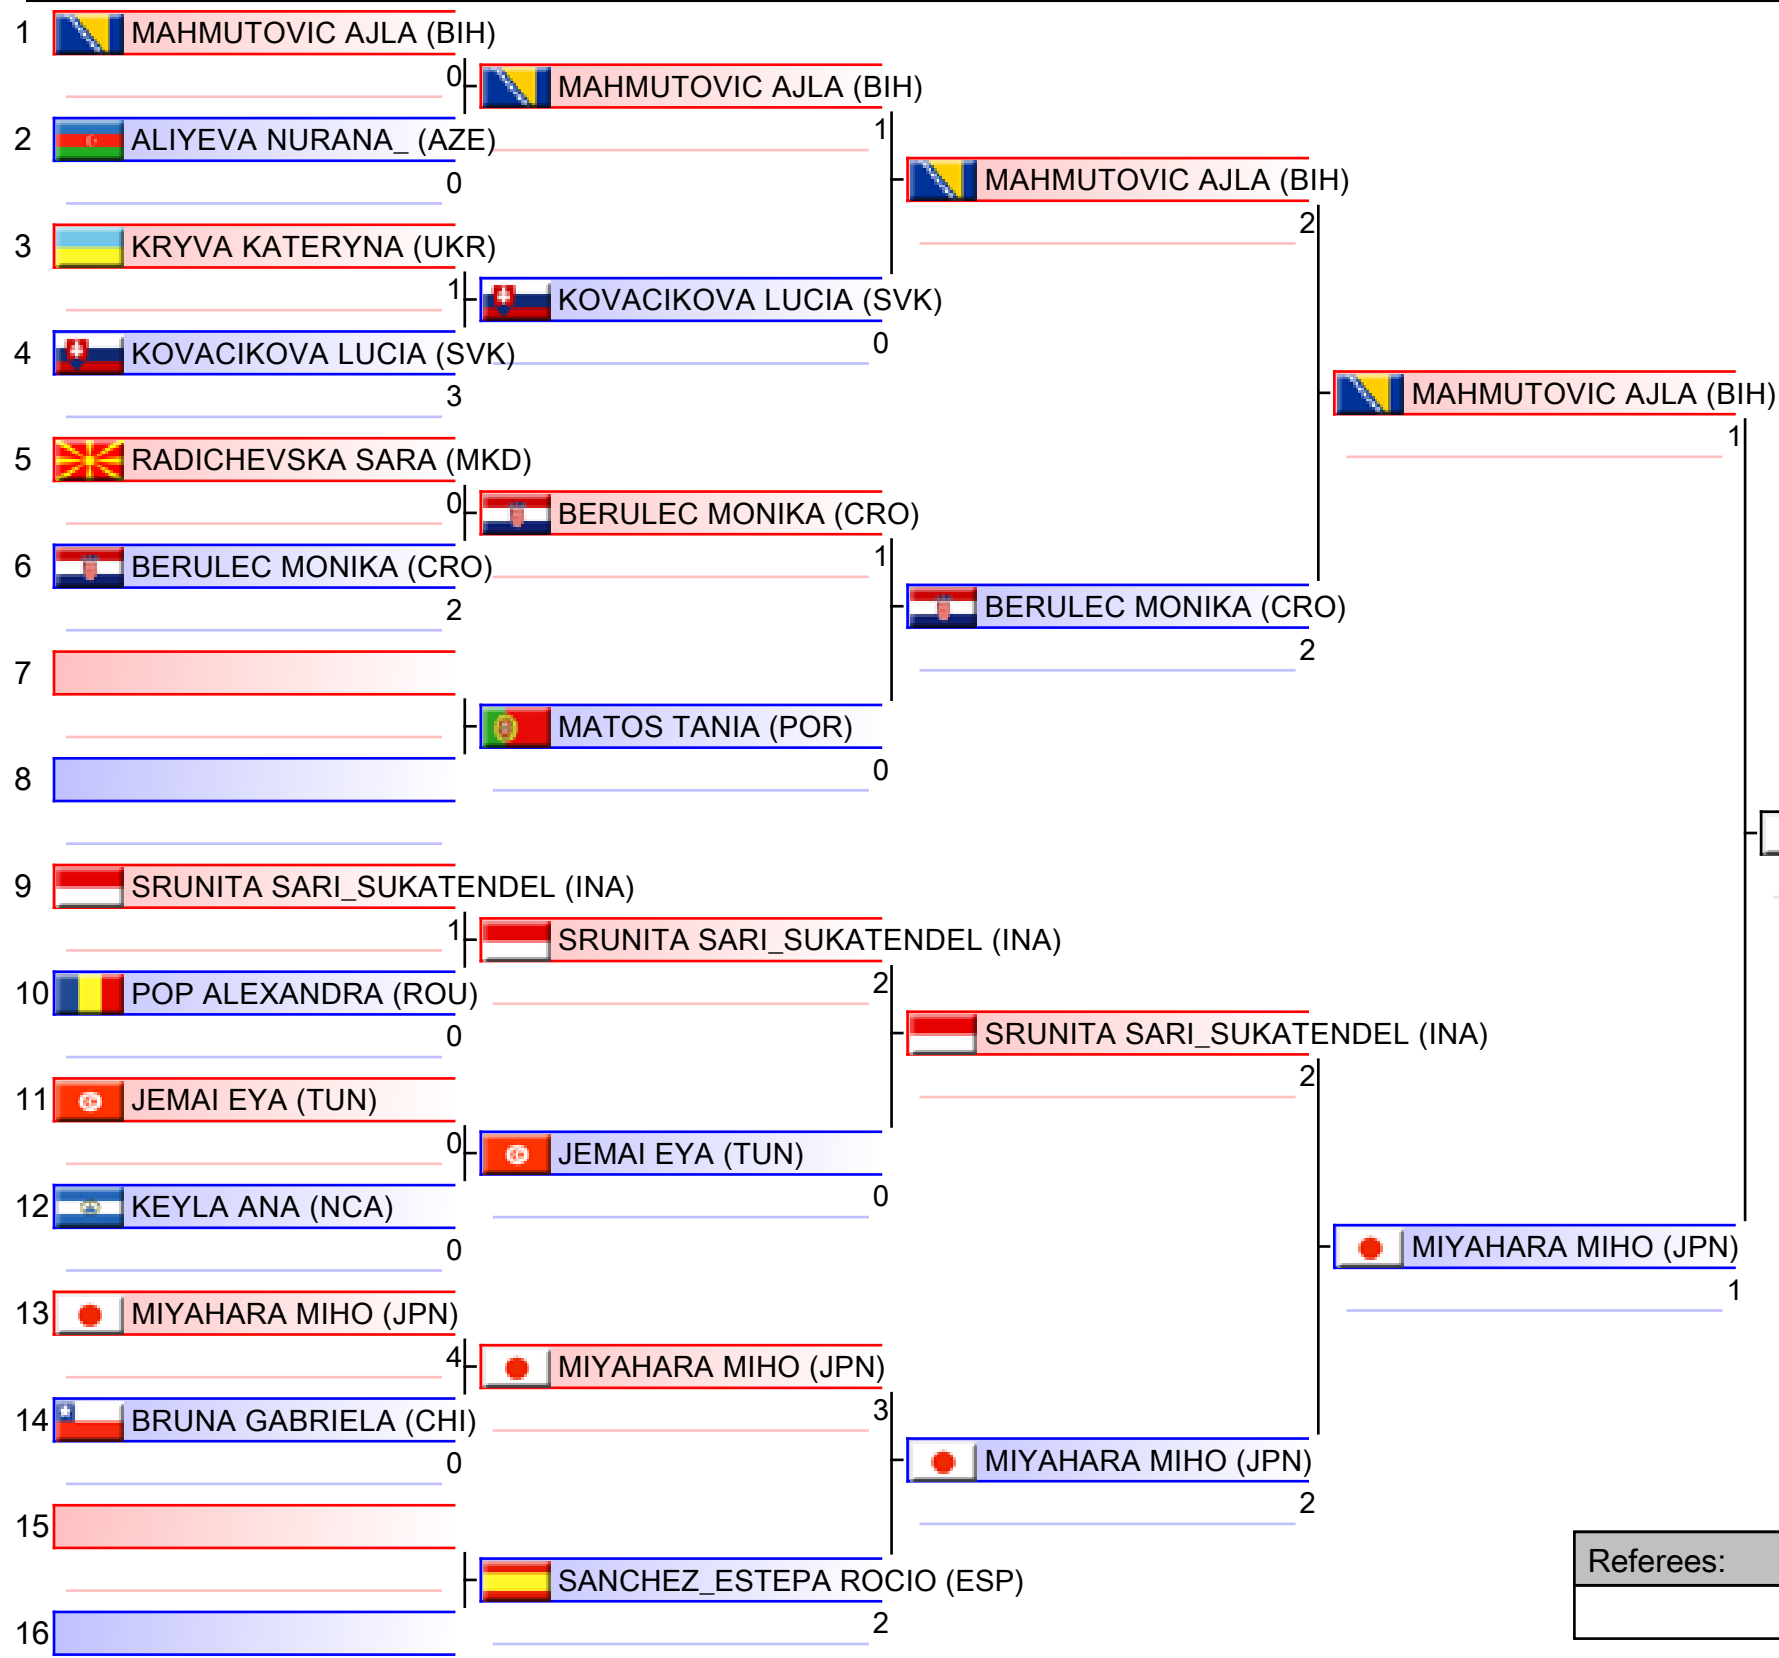 1 MAHMUTOVIC AJLA (BIH)
0 MAHMUTOVIC AJLA (BIH)
1
2 ALIYEVA NURANA_ (AZE)
0
MAHMUTOVIC AJLA (BIH)
2
3 KRYVA KATERYNA (UKR)
1 KOVACIKOVA LUCIA (SVK)
0
4 KOVACIKOVA LUCIA (SVK)
3
MAHMUTOVIC AJLA (BIH)
1
5 RADICHEVSKA SARA (MKD)
0 BERULEC MONIKA (CRO)
1
6 BERULEC MONIKA (CRO)
2
BERULEC MONIKA (CRO)
2
7
MATOS TANIA (POR)
0
8
9 SRUNITA SARI_SUKATENDEL (INA)
1 SRUNITA SARI_SUKATENDEL (INA)
2
10 POP ALEXANDRA (ROU)
0
SRUNITA SARI_SUKATENDEL (INA)
2
11 JEMAI EYA (TUN)
0 JEMAI EYA (TUN)
0
12 KEYLA ANA (NCA)
0
MIYAHARA MIHO (JPN)
1
13 MIYAHARA MIHO (JPN)
4 MIYAHARA MIHO (JPN)
3
14 BRUNA GABRIELA (CHI)
0
MIYAHARA MIHO (JPN)
2
15
SANCHEZ_ESTEPA ROCIO (ESP)
2
16
Referees: